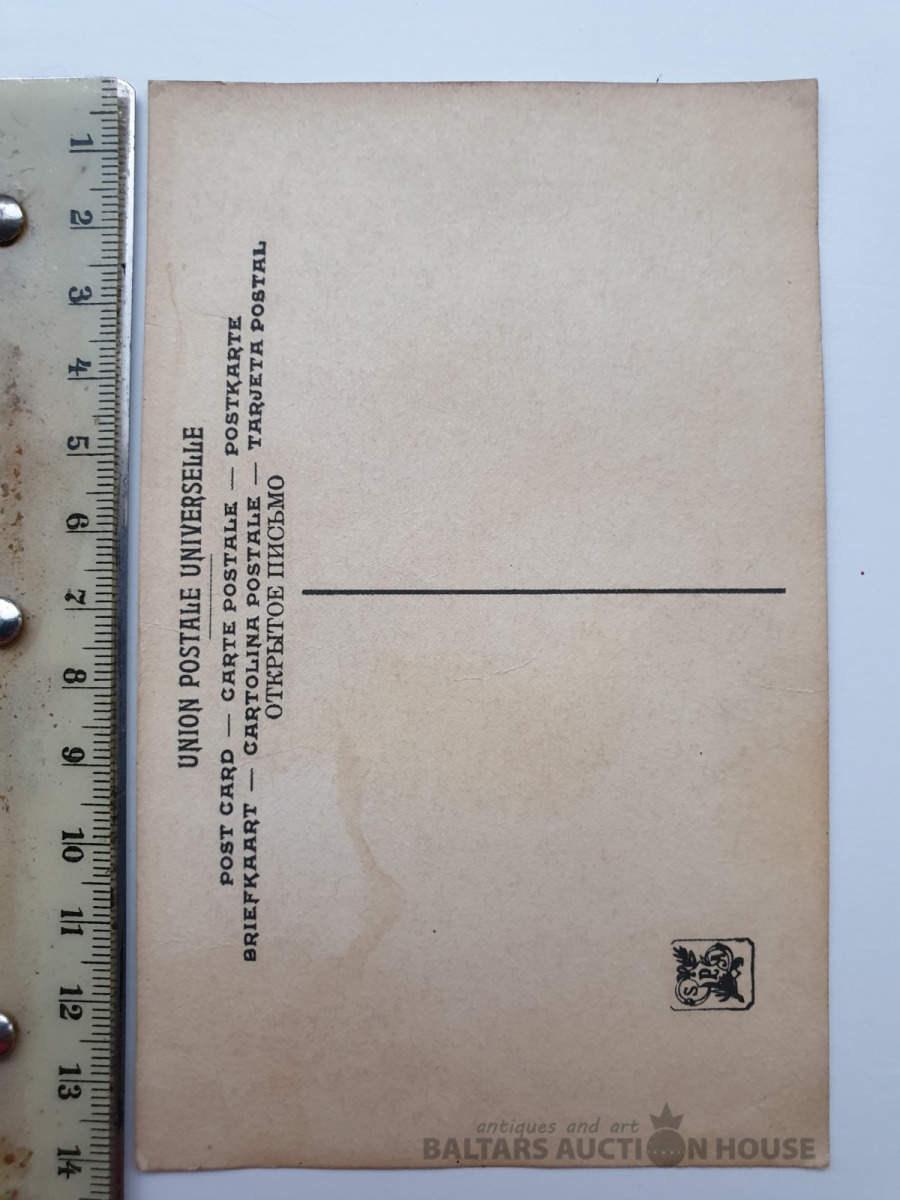 UNION POSTALE UNIVERSELLE
POST CARD — CARTE POSTALE — POSTKARTE
BRIEFKAART — CARTOLINA POSTALE — TARJETA POSTAL
ОТКРЫТОЕ ПИСЬМО
1
2
3
4
5
6
7
8
9
10
11
12
13
14
antiques and art
BALTARS AUCTION HOUSE